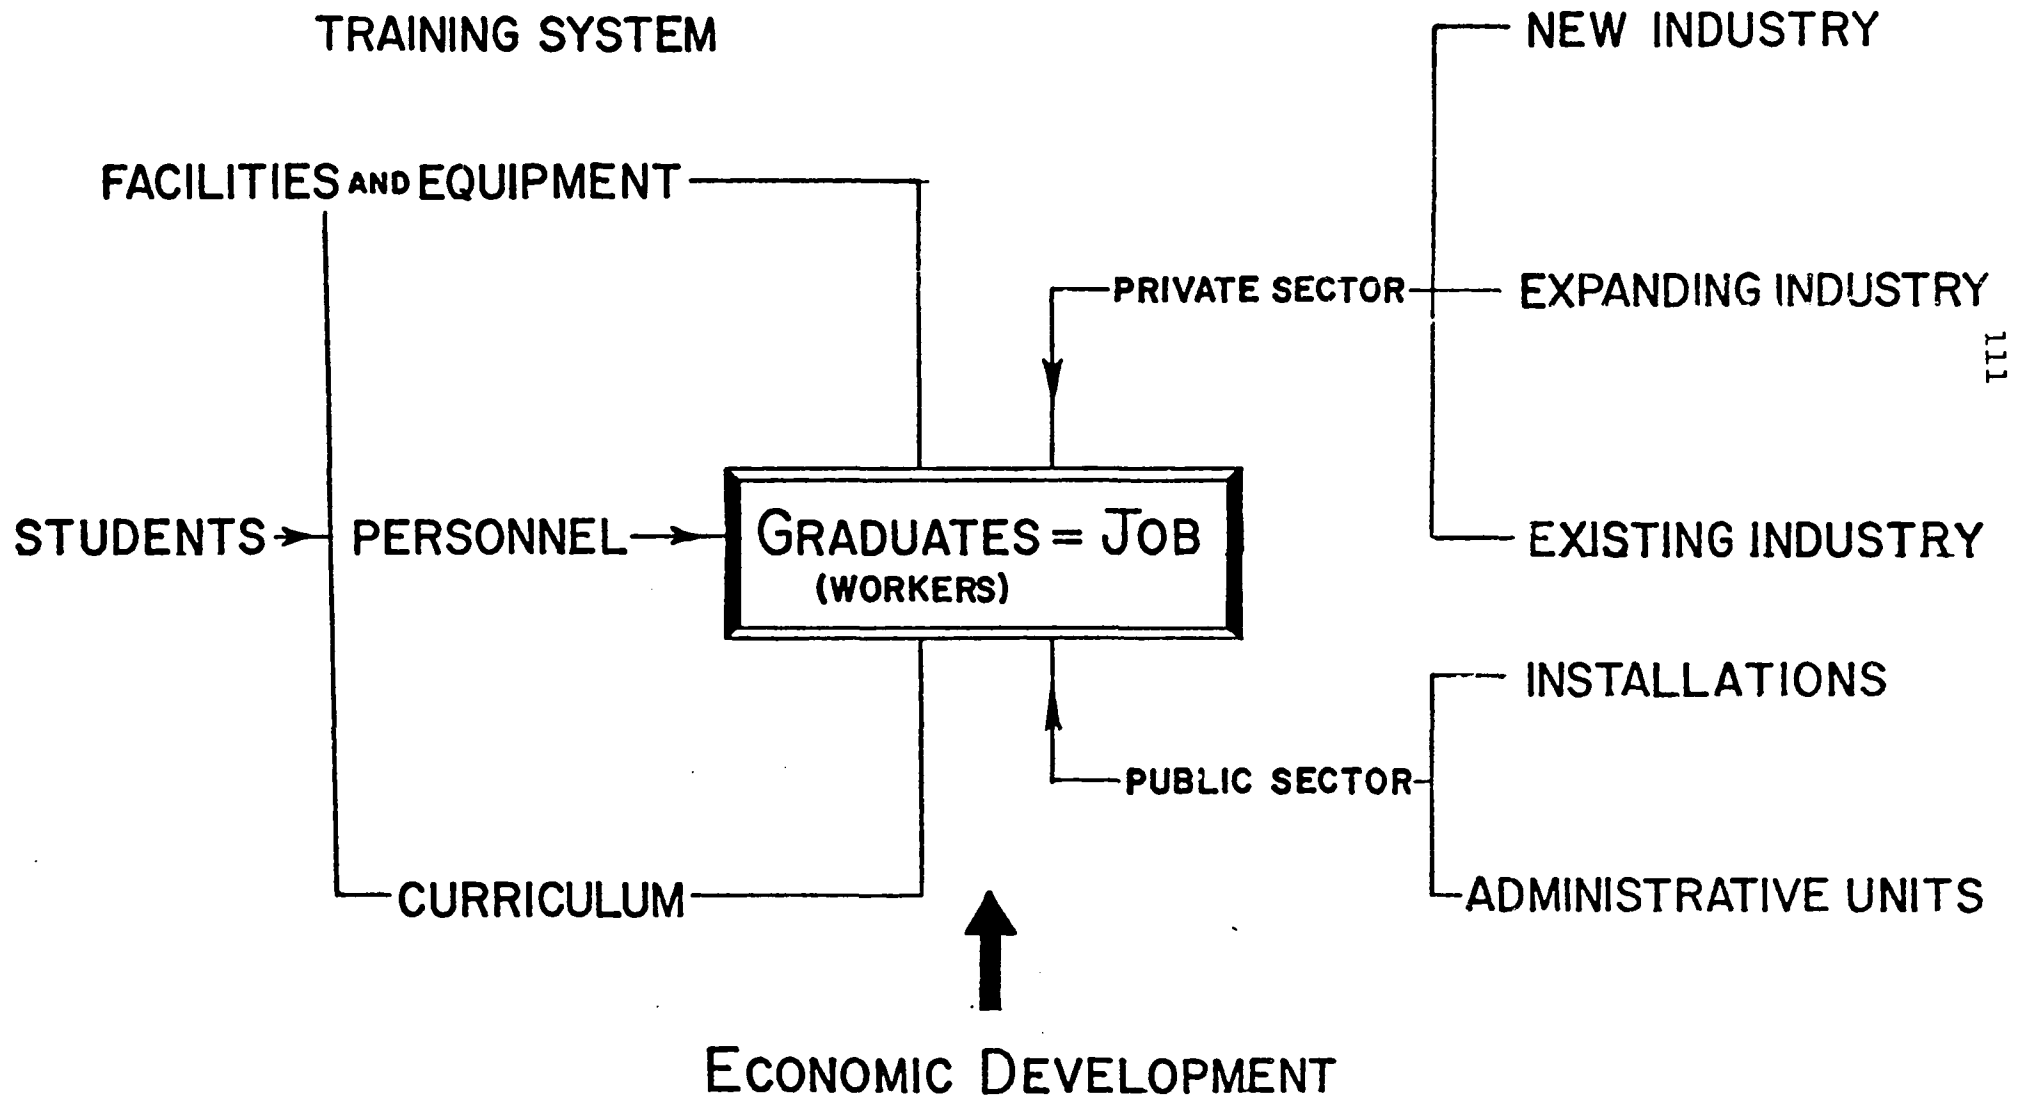 TRAINING SYSTEM
NEW INDUSTRY
FACILITIES AND EQUIPMENT
PRIVATE SECTOR
EXPANDING INDUSTRY
111
STUDENTS
PERSONNEL
GRADUATES = JOB
(WORKERS)
EXISTING INDUSTRY
INSTALLATIONS
PUBLIC SECTOR
CURRICULUM
ADMINISTRATIVE UNITS
ECONOMIC DEVELOPMENT